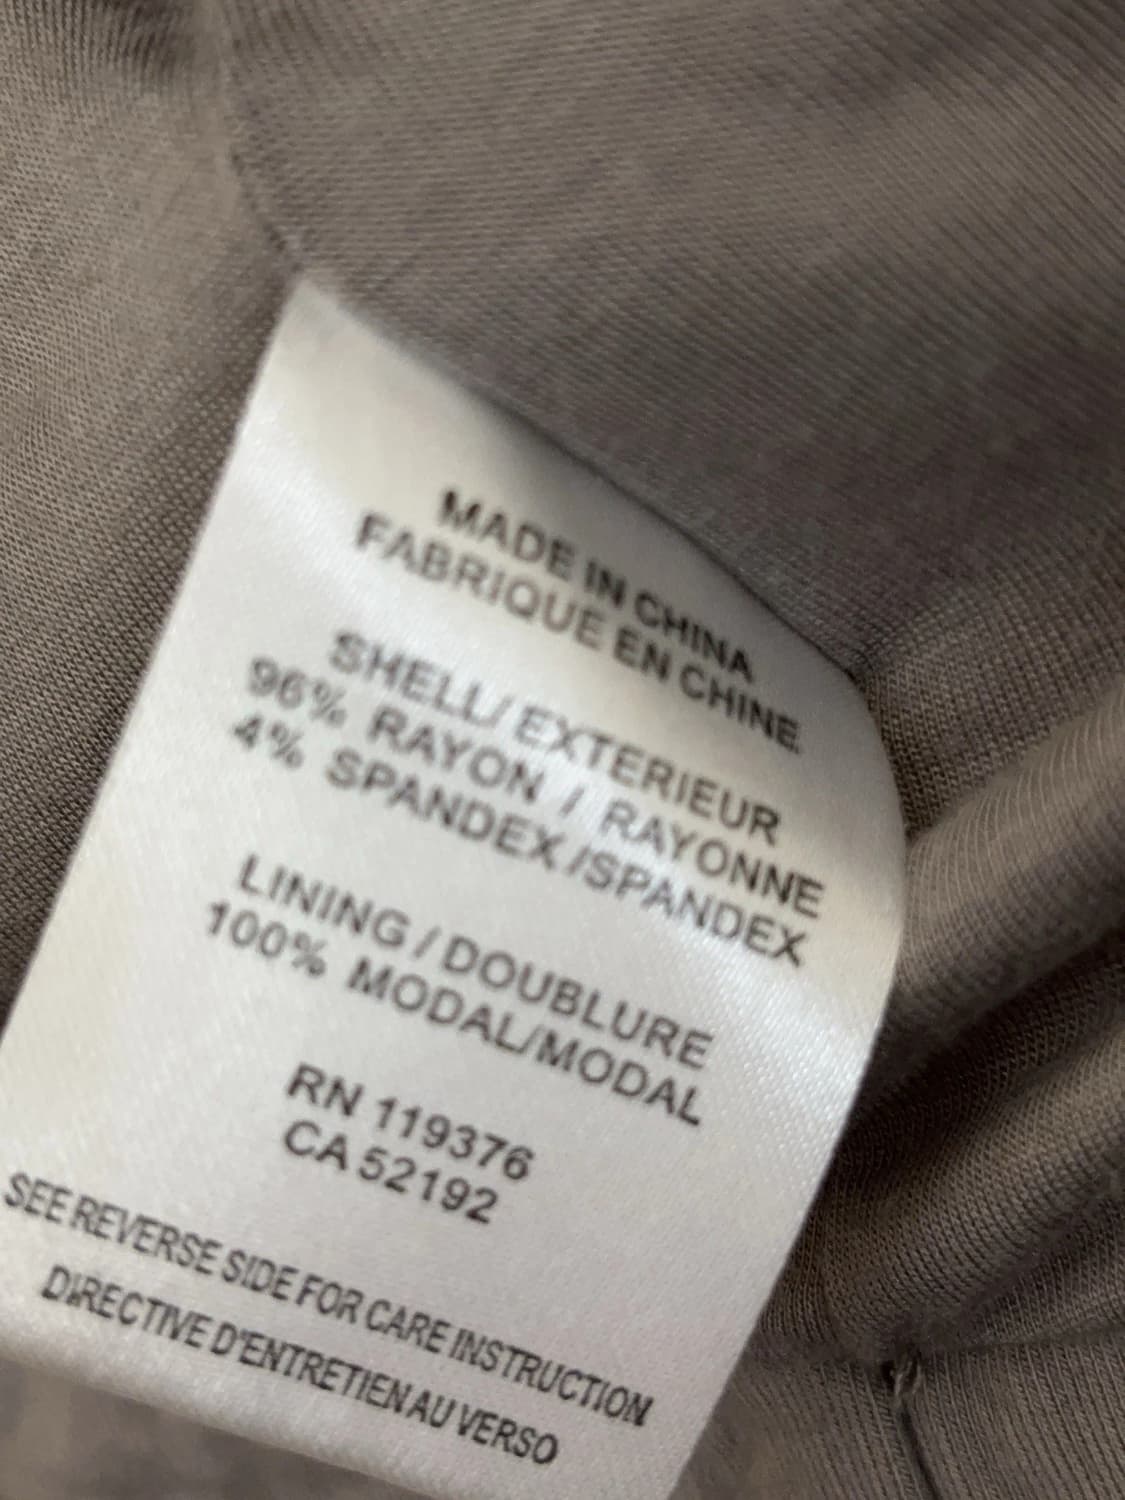 MADE IN CHINA
FABRIQUE EN CHINE
SHELL/ EXTERIEUR
96% RAYON / RAYONNE
4% SPANDEX /SPANDEX
LINING / DOUBLURE
100% MODAL/MODAL
RN 119376
CA 52192
SEE REVERSE SIDE FOR CARE INSTRUCTION
DIRECTIVE D'ENTRETIEN AU VERSO